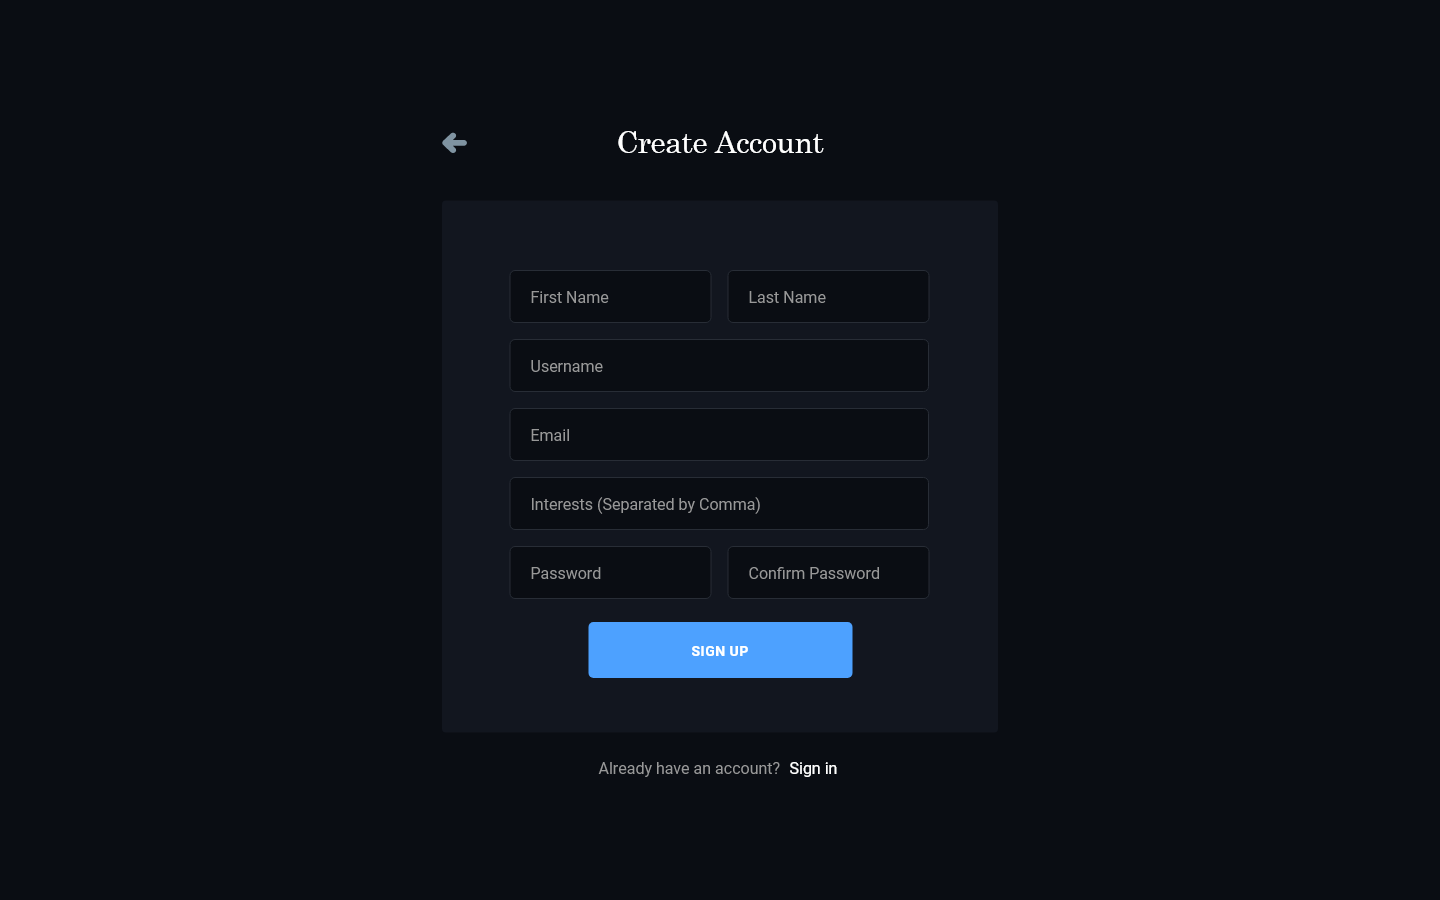 Create Account
First Name Last Name
Username
Email
Interests (Separated by Comma)
Password Confirm Password
SIGN UP
Already have an account? Sign in